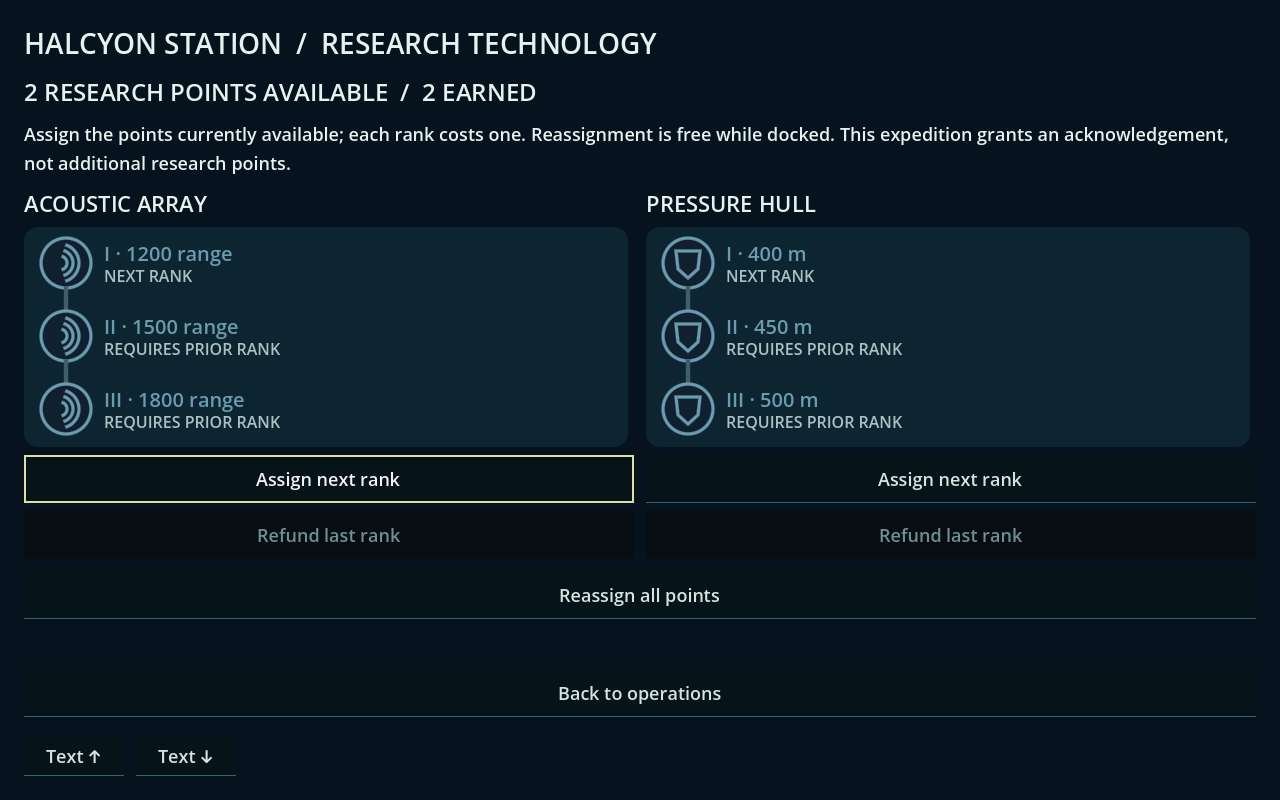 HALCYON STATION / RESEARCH TECHNOLOGY
2 RESEARCH POINTS AVAILABLE / 2 EARNED
Assign the points currently available; each rank costs one. Reassignment is free while docked. This expedition grants an acknowledgement,
not additional research points.
ACOUSTIC ARRAY
I · 1200 range
NEXT RANK
II · 1500 range
REQUIRES PRIOR RANK
III · 1800 range
REQUIRES PRIOR RANK
Assign next rank
Refund last rank
PRESSURE HULL
I · 400 m
NEXT RANK
II · 450 m
REQUIRES PRIOR RANK
III · 500 m
REQUIRES PRIOR RANK
Assign next rank
Refund last rank
Reassign all points
Back to operations
Text ↑
Text ↓